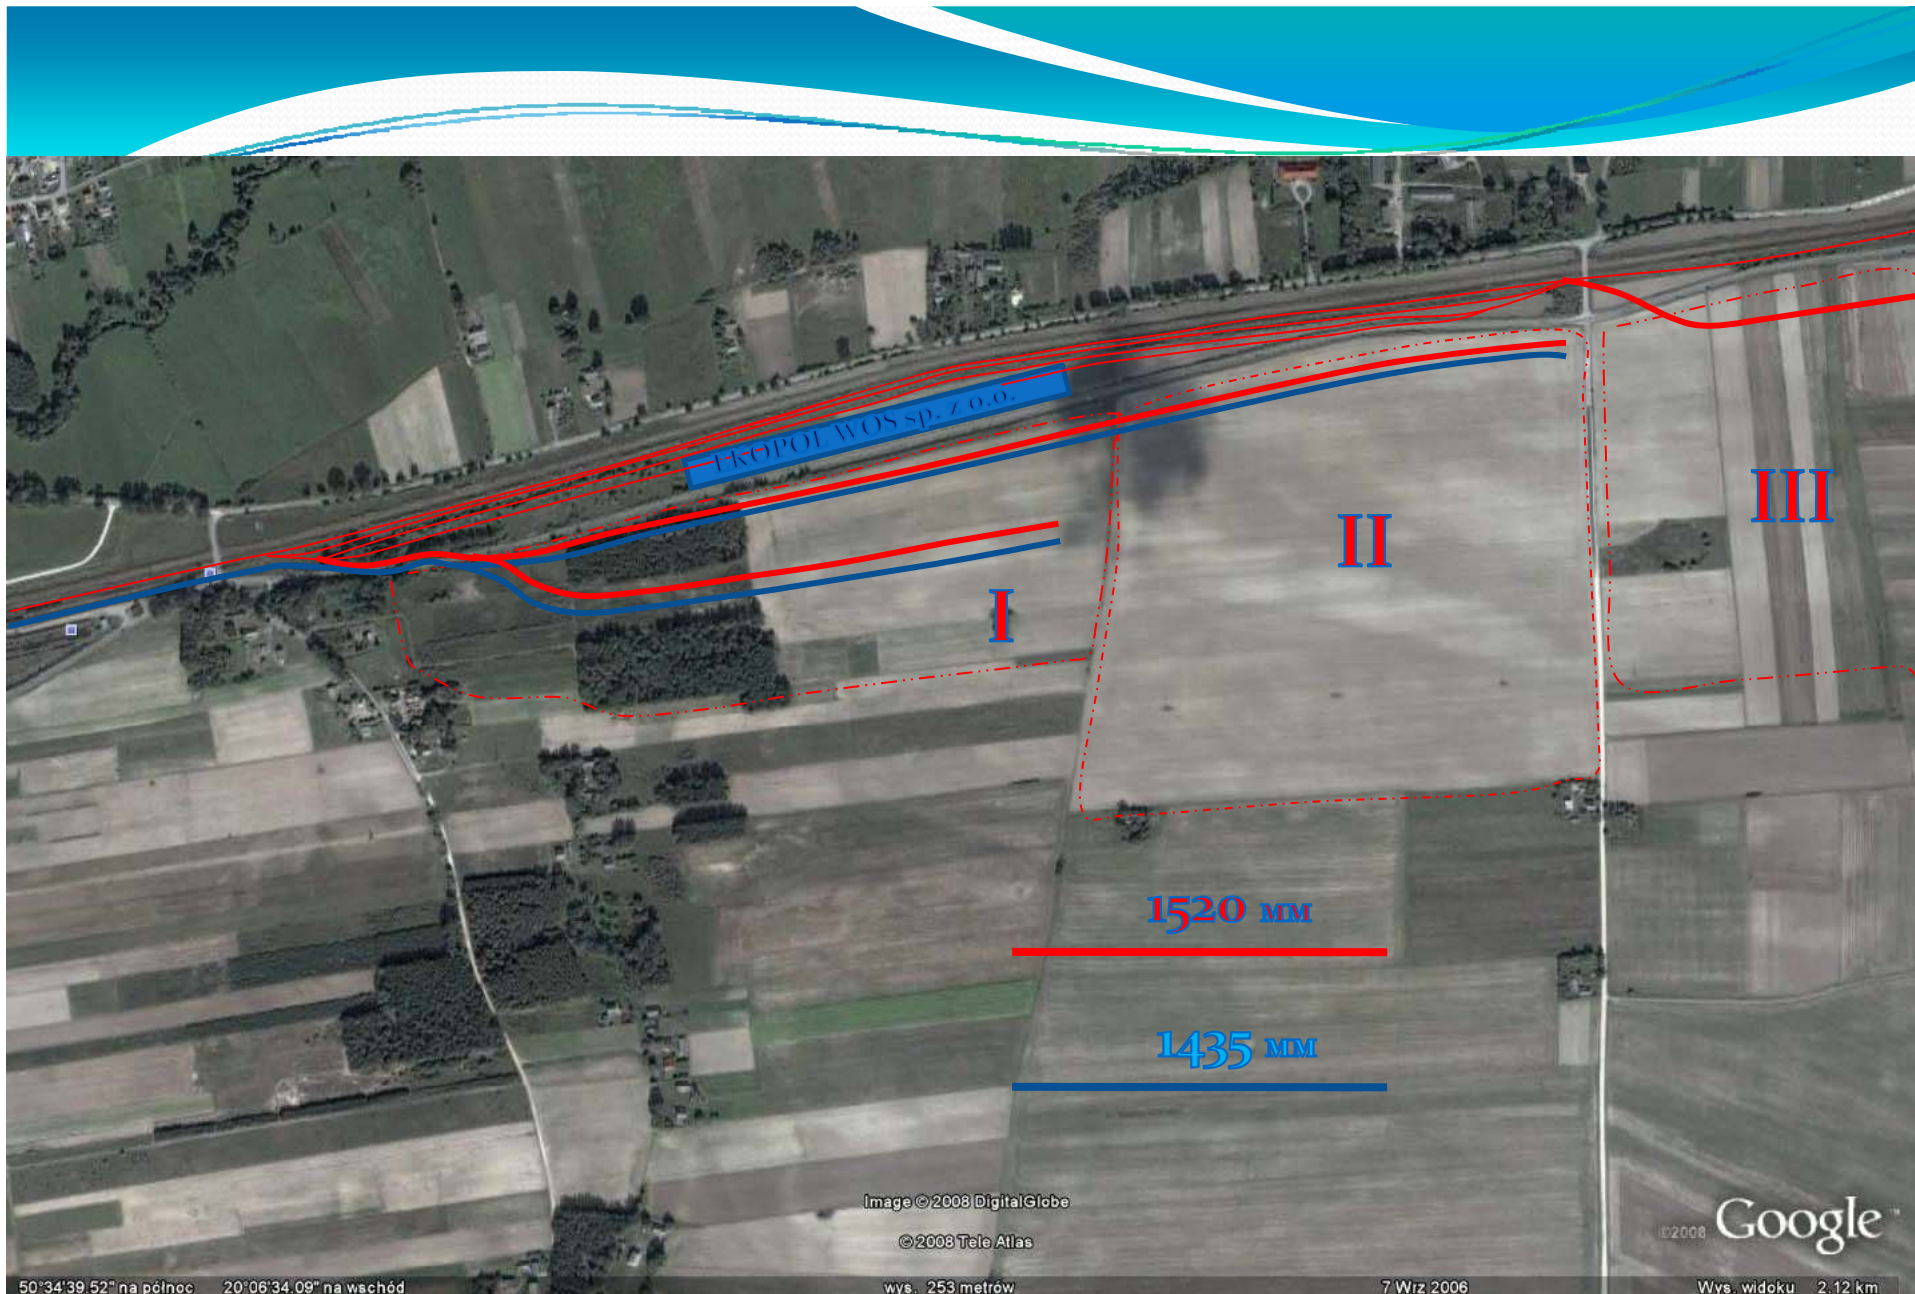 EKOPOL WOS sp. z o.o.
III
II
I
1520 мм
1435 мм
Image © 2008 DigitalGlobe
© 2008 Tele Atlas
©2008 Google™
50°34'39.52" na północ 20°06'34.09" na wschód wys. 253 metrów 7 Wrz 2006 Wys. widoku 2.12 km